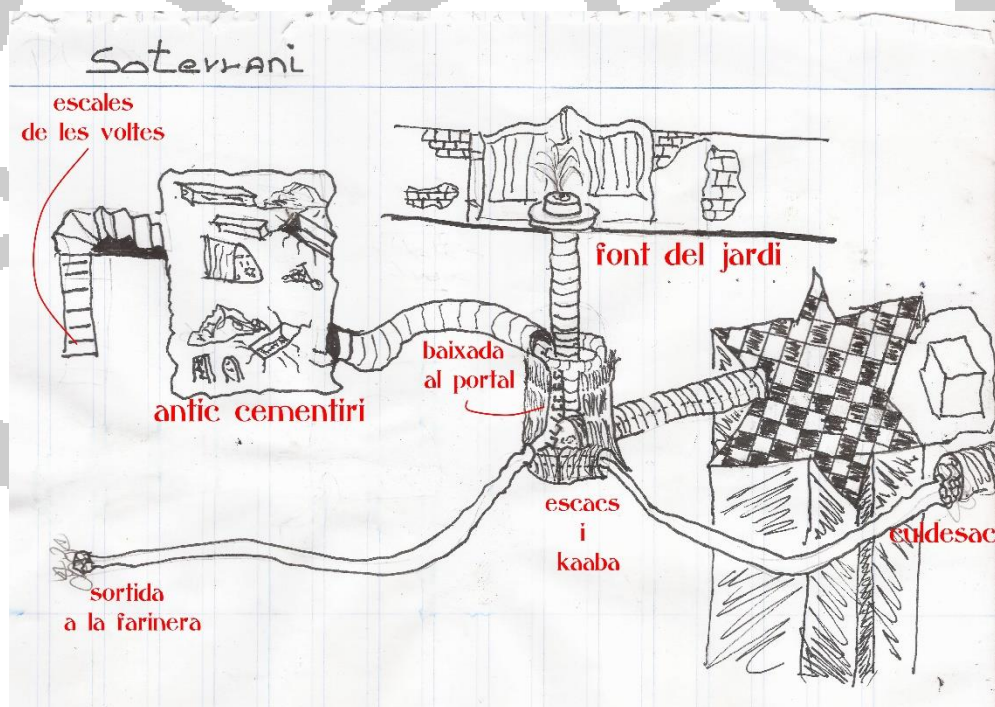 Soterrani
escales
de les voltes
font del jardi
baixada
al portal
antic cementiri
escacs
i
kaaba
culdesac
sortida
a la farinera